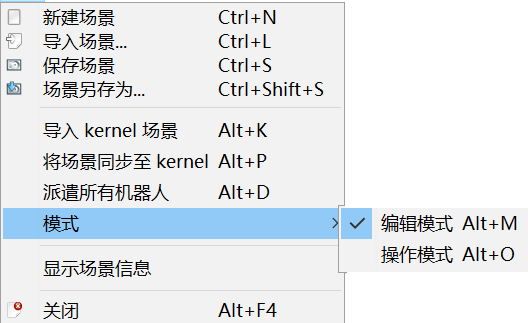 新建场景 Ctrl+N
导入场景... Ctrl+L
保存场景 Ctrl+S
场景另存为... Ctrl+Shift+S
导入 kernel 场景 Alt+K
将场景同步至 kernel Alt+P
派遣所有机器人 Alt+D
模式
编辑模式 Alt+M
操作模式 Alt+O
显示场景信息
关闭 Alt+F4